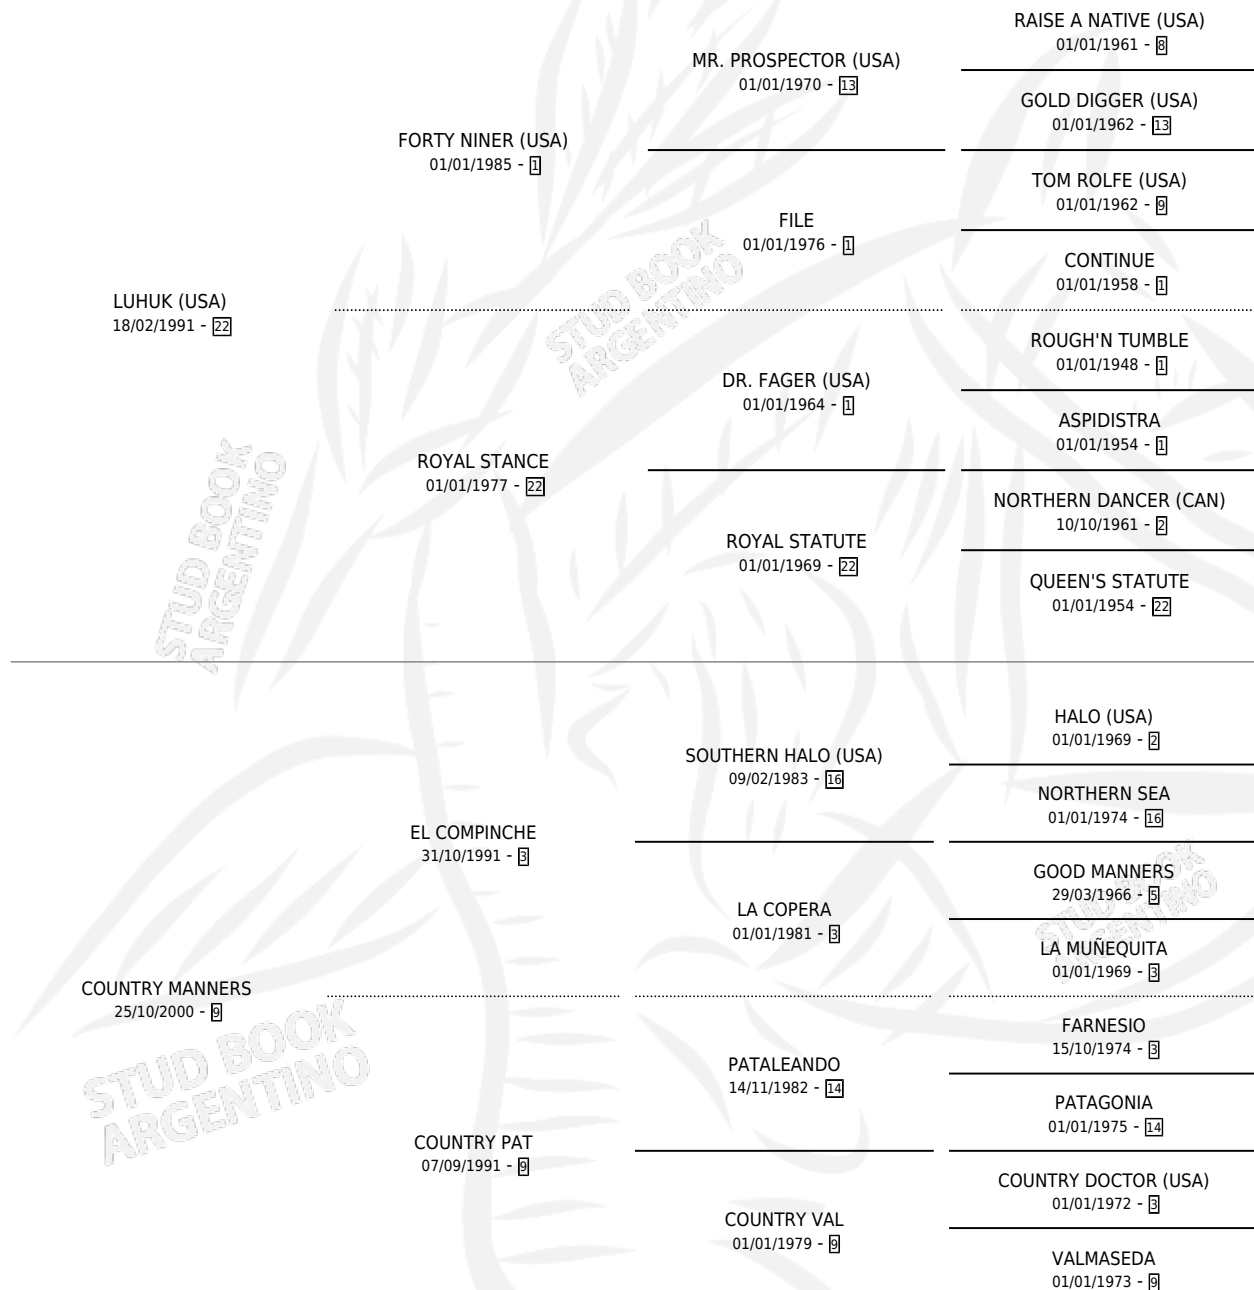 RAISE A NATIVE (USA)
01/01/1961 - 8
MR. PROSPECTOR (USA)
01/01/1970 - 13
GOLD DIGGER (USA)
01/01/1962 - 13
FORTY NINER (USA)
01/01/1985 - 1
TOM ROLFE (USA)
01/01/1962 - 9
FILE
01/01/1976 - 1
CONTINUE
01/01/1958 - 1
LUHUK (USA)
18/02/1991 - 22
ROUGH'N TUMBLE
01/01/1948 - 1
DR. FAGER (USA)
01/01/1964 - 1
ASPIDISTRA
01/01/1954 - 1
ROYAL STANCE
01/01/1977 - 22
NORTHERN DANCER (CAN)
10/10/1961 - 2
ROYAL STATUTE
01/01/1969 - 22
QUEEN'S STATUTE
01/01/1954 - 22
HALO (USA)
01/01/1969 - 2
SOUTHERN HALO (USA)
09/02/1983 - 16
NORTHERN SEA
01/01/1974 - 16
EL COMPINCHE
31/10/1991 - 3
GOOD MANNERS
29/03/1966 - 5
LA COPERA
01/01/1981 - 3
LA MUÑEQUITA
01/01/1969 - 3
COUNTRY MANNERS
25/10/2000 - 9
FARNESIO
15/10/1974 - 3
PATALEANDO
14/11/1982 - 14
PATAGONIA
01/01/1975 - 14
COUNTRY PAT
07/09/1991 - 9
COUNTRY DOCTOR (USA)
01/01/1972 - 3
COUNTRY VAL
01/01/1979 - 9
VALMASEDA
01/01/1973 - 9
STUD BOOK
ARGENTINO
STUD BOOK
ARGENTINO
STUD BOOK
ARGENTINO
STUD BOOK
ARGENTINO